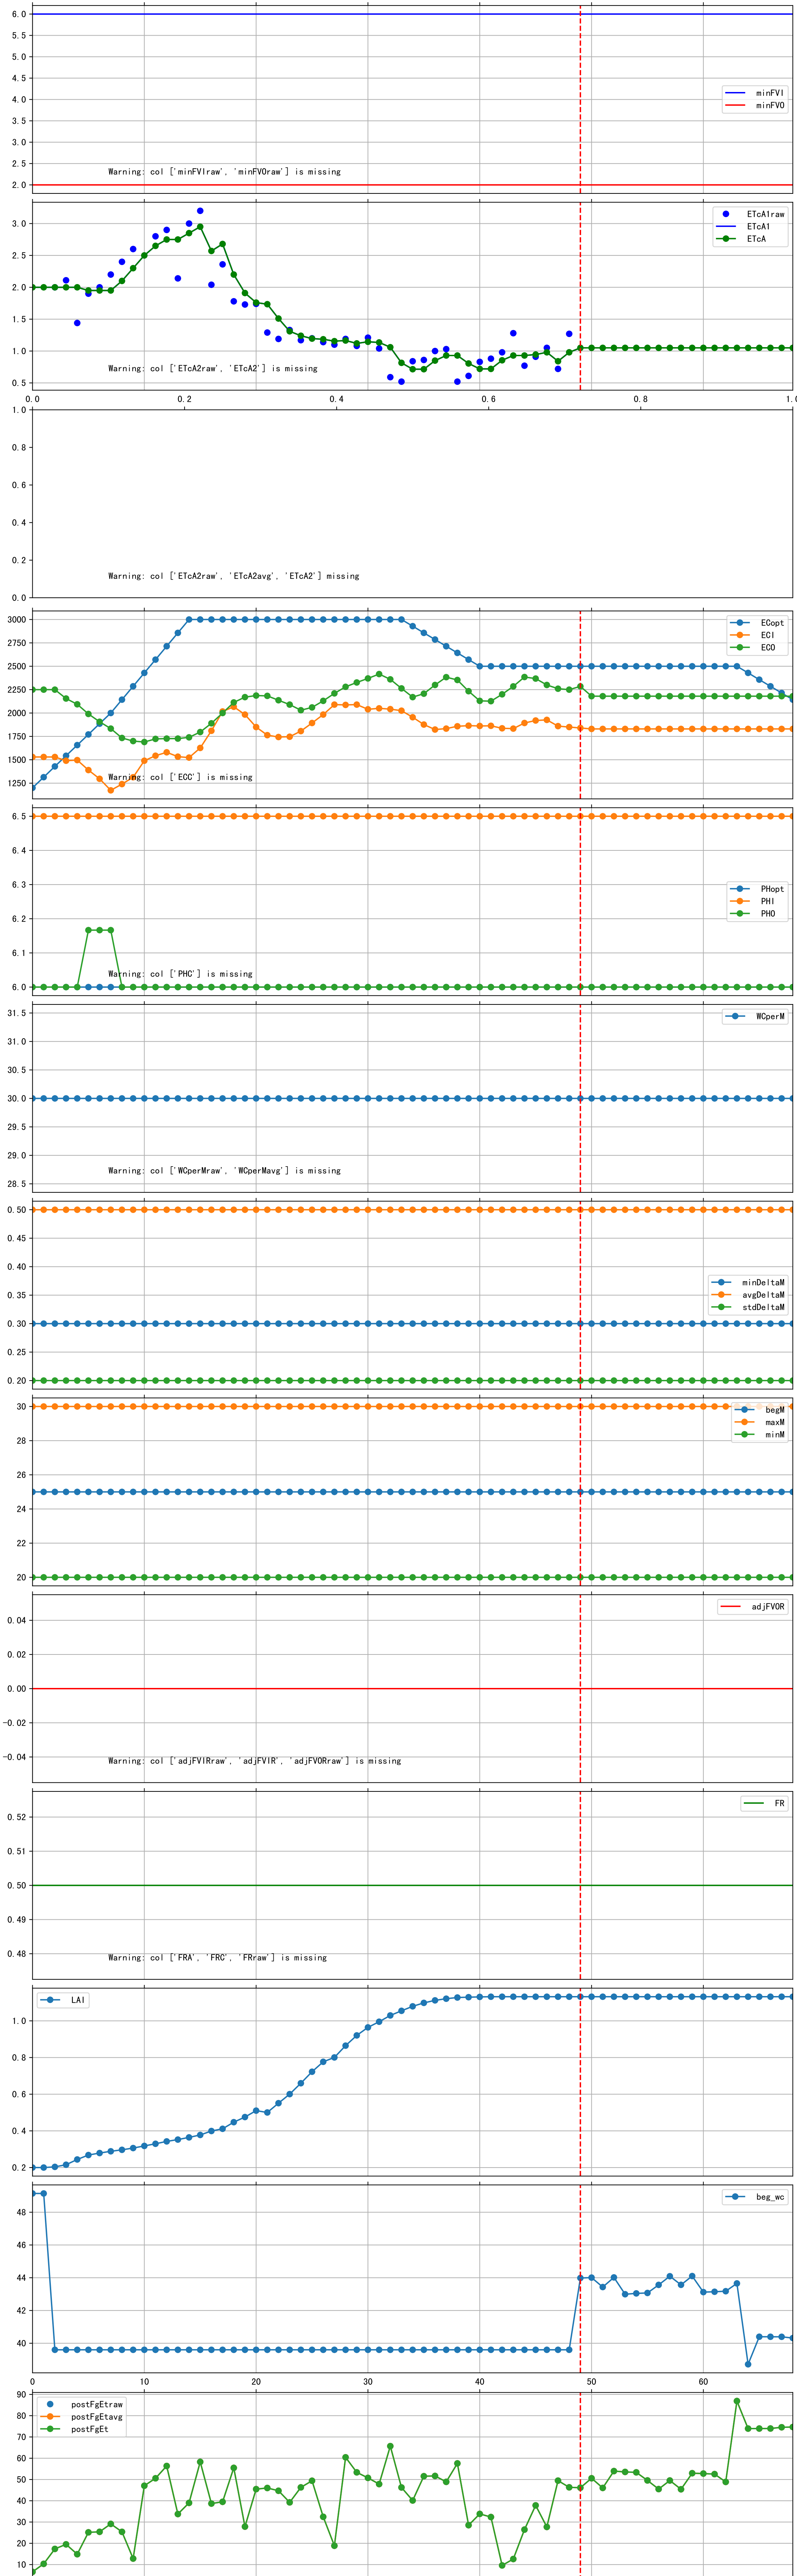 6.0
5.5
5.0
4.5
4.0
3.5
3.0
2.5
2.0
minFVI
minFVO
Warning: col ['minFVIraw', 'minFVOraw'] is missing
3.0
2.5
2.0
1.5
1.0
0.5
ETcA1raw
ETcA1
ETcA
Warning: col ['ETcA2raw', 'ETcA2'] is missing
0.0 0.2 0.4 0.6 0.8 1.0
1.0
0.8
0.6
0.4
0.2
0.0
Warning: col ['ETcA2raw', 'ETcA2avg', 'ETcA2'] missing
3000
2750
2500
2250
2000
1750
1500
1250
ECopt
ECI
ECO
Warning: col ['ECC'] is missing
6.5
6.4
6.3
6.2
6.1
6.0
PHopt
PHI
PHO
Warning: col ['PHC'] is missing
31.5
31.0
30.5
30.0
29.5
29.0
28.5
WCperM
Warning: col ['WCperMraw', 'WCperMavg'] is missing
0.50
0.45
0.40
0.35
0.30
0.25
0.20
minDeltaM
avgDeltaM
stdDeltaM
30
28
26
24
22
20
begM
maxM
minM
0.04
0.02
0.00
-0.02
-0.04
adjFVOR
Warning: col ['adjFVIRraw', 'adjFVIR', 'adjFVORraw'] is missing
0.52
0.51
0.50
0.49
0.48
FR
Warning: col ['FRA', 'FRC', 'FRraw'] is missing
1.0
0.8
0.6
0.4
0.2
LAI
48
46
44
42
40
beg_wc
0 10 20 30 40 50 60
90
80
70
60
50
40
30
20
10
postFgEtraw
postFgEtavg
postFgEt